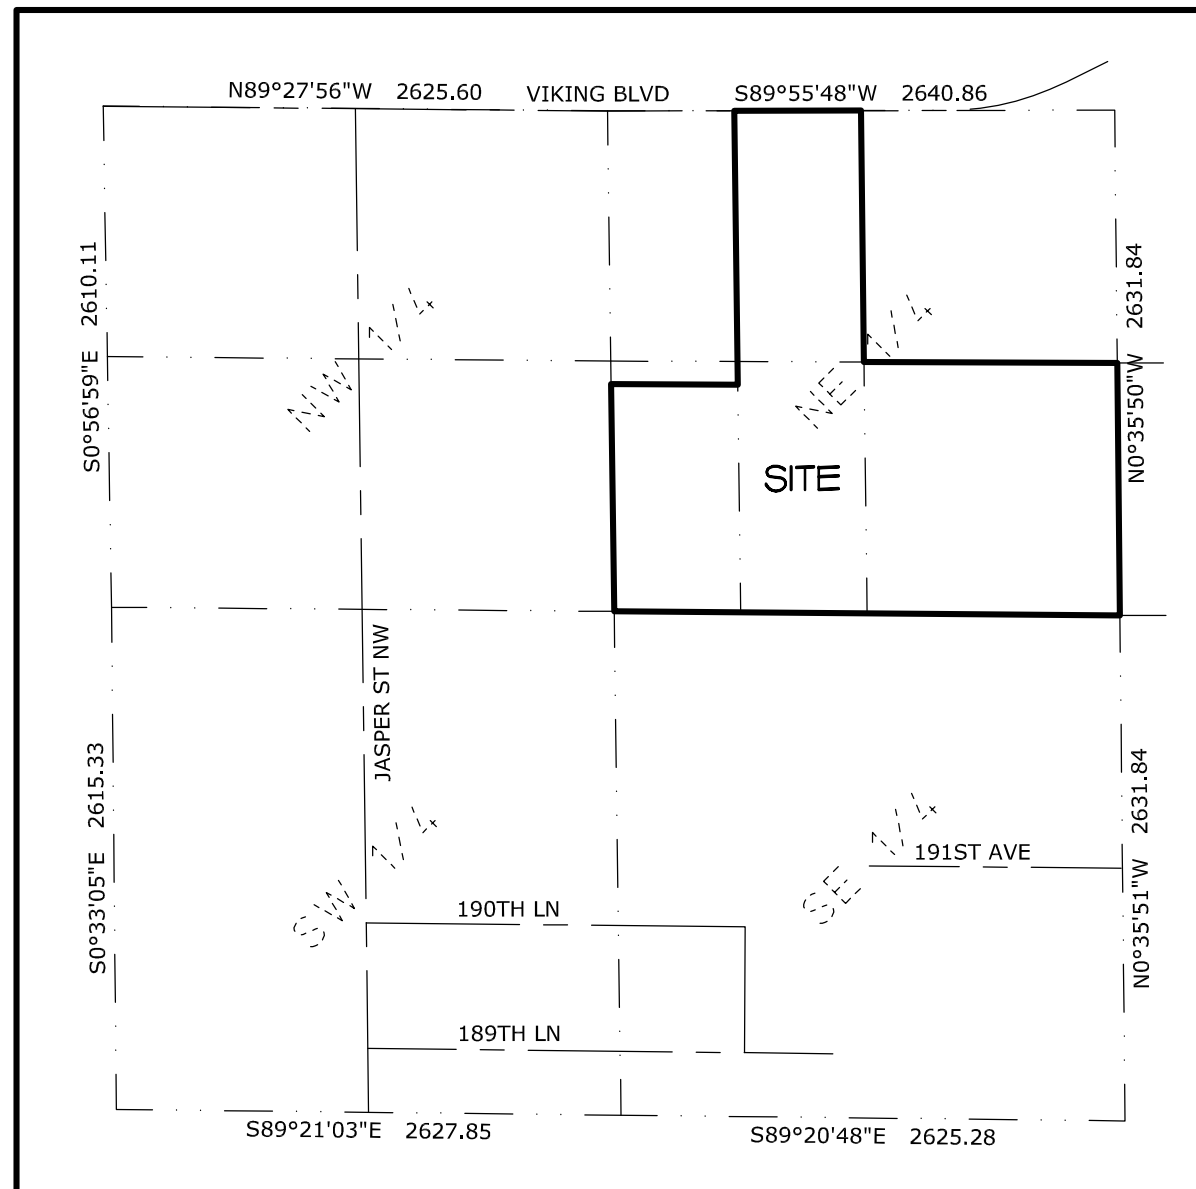 N89°27'56"W 2625.60
VIKING BLVD
S89°55'48"W 2640.86
S0°56'59"E 2610.11
NW 1/4
NE 1/4
N0°35'50"W 2631.84
SITE
JASPER ST NW
S0°33'05"E 2615.33
SW 1/4
SE 1/4
N0°35'51"W 2631.84
191ST AVE
190TH LN
189TH LN
S89°21'03"E 2627.85
S89°20'48"E 2625.28